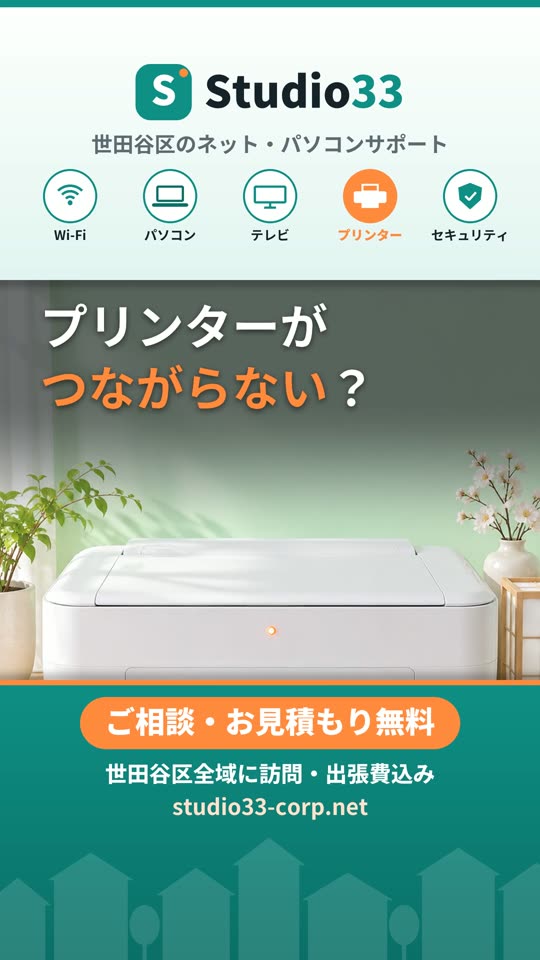 S Studio33
世田谷区のネット・パソコンサポート
Wi-Fi パソコン テレビ プリンター セキュリティ
プリンターが
つながらない？
ご相談・お見積もり無料
世田谷区全域に訪問・出張費込み
studio33-corp.net